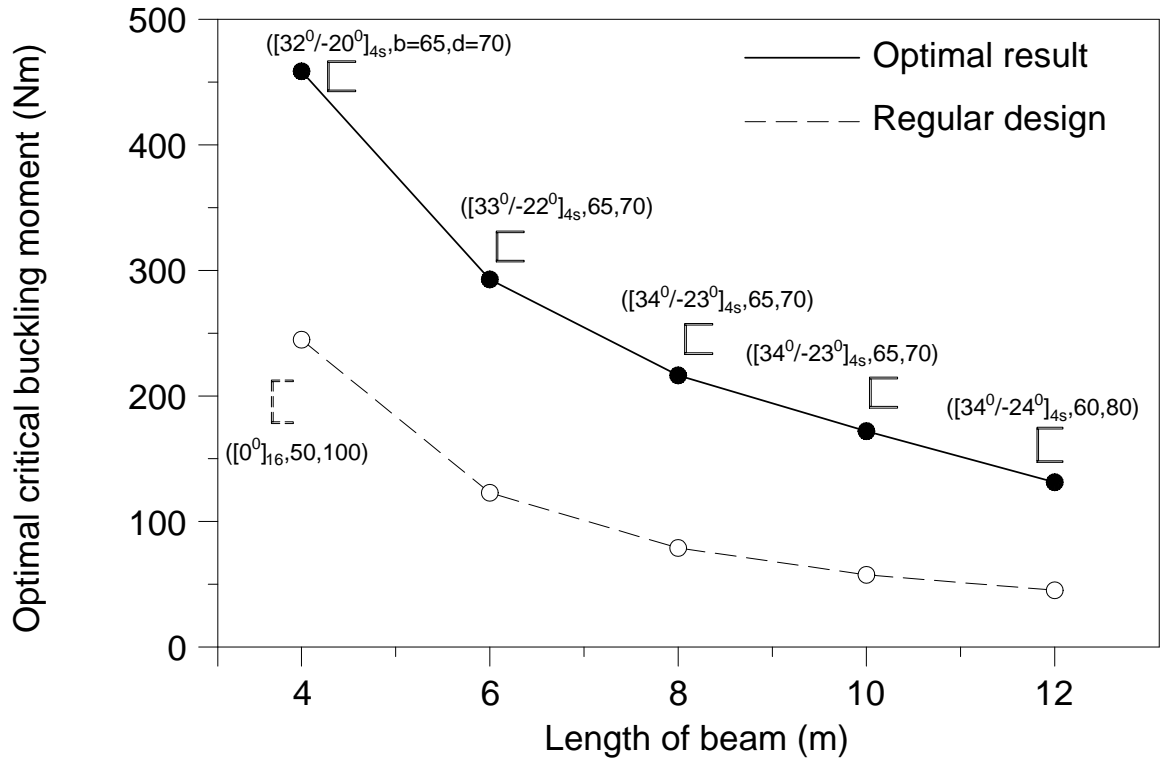 500
400
300
200
100
0
Optimal critical buckling moment (Nm)
([32⁰/-20⁰]₄ₛ,b=65,d=70)
Optimal result
Regular design
([33⁰/-22⁰]₄ₛ,65,70)
([34⁰/-23⁰]₄ₛ,65,70)
([34⁰/-23⁰]₄ₛ,65,70)
([34⁰/-24⁰]₄ₛ,60,80)
([0⁰]₁₆,50,100)
4 6 8 10 12
Length of beam (m)